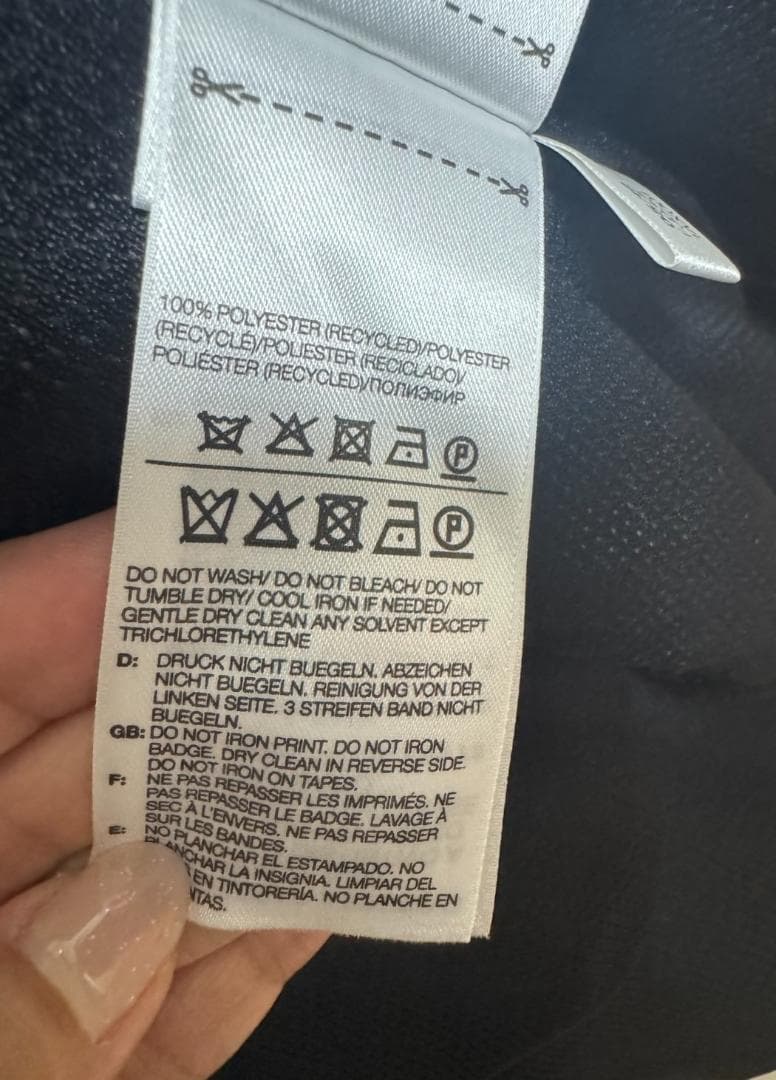 100% POLYESTER (RECYCLED)/POLYESTER
(RECYCLÉ)/POLIESTER (RECICLADO)/
POLIÉSTER (RECYCLED)/ПОЛИЭФИР
P
P
DO NOT WASH/ DO NOT BLEACH/ DO NOT
TUMBLE DRY/ COOL IRON IF NEEDED/
GENTLE DRY CLEAN ANY SOLVENT EXCEPT
TRICHLORETHYLENE
D: DRUCK NICHT BUEGELN. ABZEICHEN
NICHT BUEGELN. REINIGUNG VON DER
LINKEN SEITE. 3 STREIFEN BAND NICHT
BUEGELN.
GB: DO NOT IRON PRINT. DO NOT IRON
BADGE. DRY CLEAN IN REVERSE SIDE.
DO NOT IRON ON TAPES.
F: NE PAS REPASSER LES IMPRIMÉS. NE
PAS REPASSER LE BADGE. LAVAGE À
SEC À L'ENVERS. NE PAS REPASSER
SUR LES BANDES.
E: NO PLANCHAR EL ESTAMPADO. NO
PLANCHAR LA INSIGNIA. LIMPIAR DEL
EN TINTORERÍA. NO PLANCHE EN